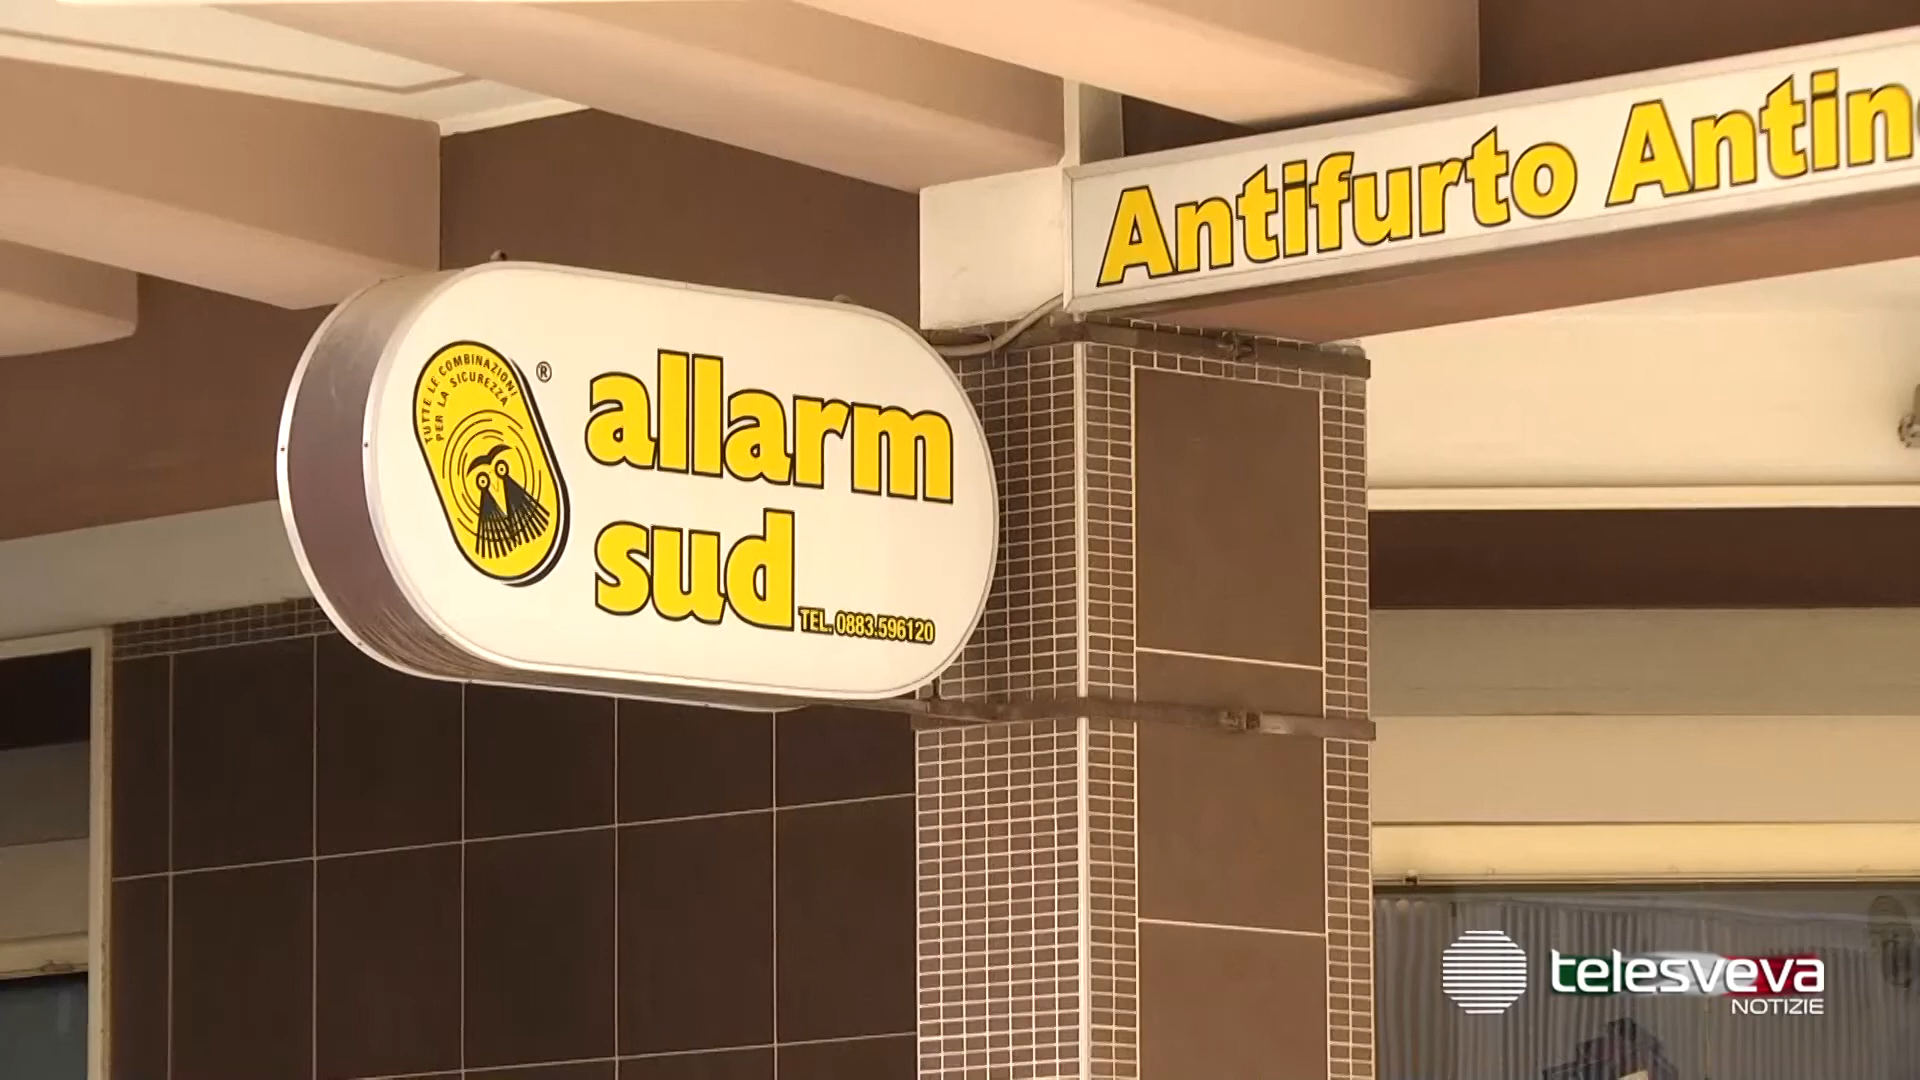 Antifurto Antin
TUTTE LE COMBINAZIONI
PER LA SICUREZZA
®
allarm
sud
TEL. 0883.596120
telesveva
NOTIZIE